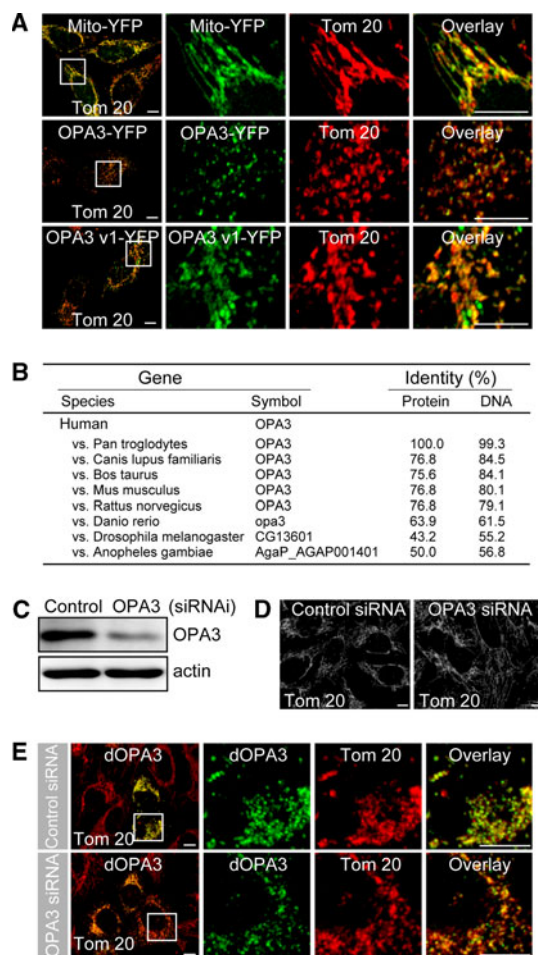 A
Mito-YFP Mito-YFP Tom 20 Overlay
Tom 20
OPA3-YFP OPA3-YFP Tom 20 Overlay
Tom 20
OPA3 v1-YFP OPA3 v1-YFP Tom 20 Overlay
Tom 20
B
Gene Identity (%)
Species Symbol Protein DNA
Human OPA3
vs. Pan troglodytes OPA3 100.0 99.3
vs. Canis lupus familiaris OPA3 76.8 84.5
vs. Bos taurus OPA3 75.6 84.1
vs. Mus musculus OPA3 76.8 80.1
vs. Rattus norvegicus OPA3 76.8 79.1
vs. Danio rerio opa3 63.9 61.5
vs. Drosophila melanogaster CG13601 43.2 55.2
vs. Anopheles gambiae AgaP_AGAP001401 50.0 56.8
C
Control OPA3 (siRNAi)
OPA3
actin
D
Control siRNA OPA3 siRNA
Tom 20 Tom 20
E
Control siRNA
dOPA3 dOPA3 Tom 20 Overlay
Tom 20
OPA3 siRNA
dOPA3 dOPA3 Tom 20 Overlay
Tom 20